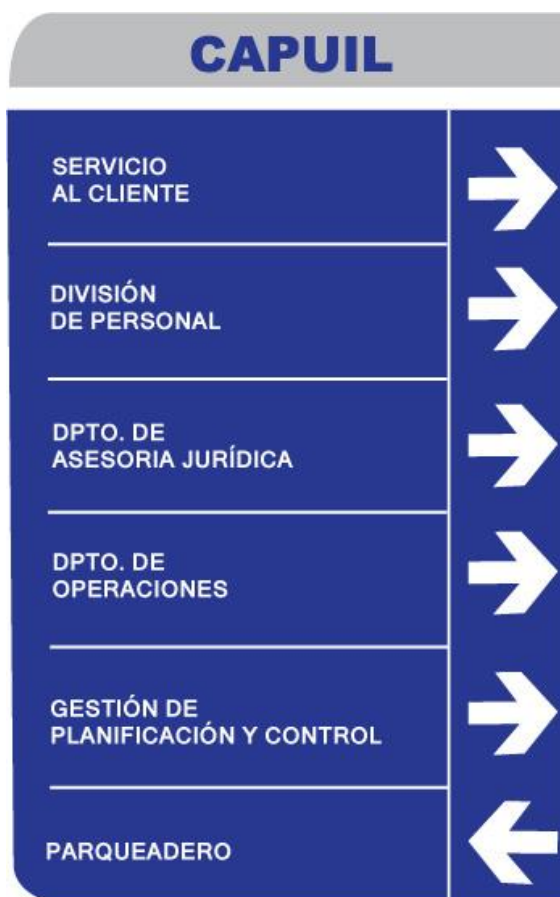 CAPUIL
SERVICIO
AL CLIENTE
DIVISIÓN
DE PERSONAL
DPTO. DE
ASESORIA JURÍDICA
DPTO. DE
OPERACIONES
GESTIÓN DE
PLANIFICACIÓN Y CONTROL
PARQUEADERO